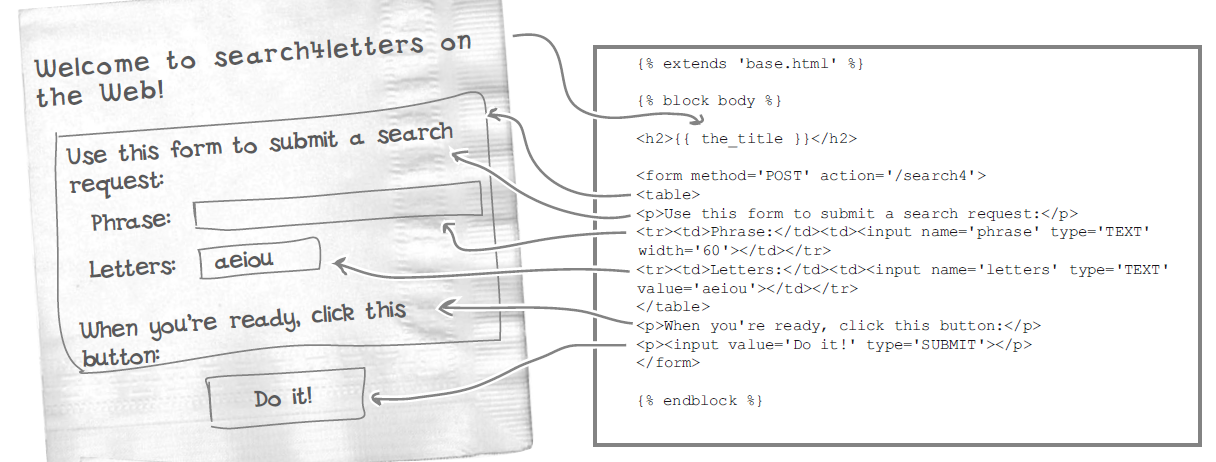 Welcome to search4letters on
the Web!
Use this form to submit a search
request:
Phrase:
Letters:
aeiou
When you're ready, click this
button:
Do it!
{% extends 'base.html' %}
{% block body %}
<h2>{{ the_title }}</h2>
<form method='POST' action='/search4'>
<table>
<p>Use this form to submit a search request:</p>
<tr><td>Phrase:</td><td><input name='phrase' type='TEXT'
width='60'></td></tr>
<tr><td>Letters:</td><td><input name='letters' type='TEXT'
value='aeiou'></td></tr>
</table>
<p>When you're ready, click this button:</p>
<p><input value='Do it!' type='SUBMIT'></p>
</form>
{% endblock %}